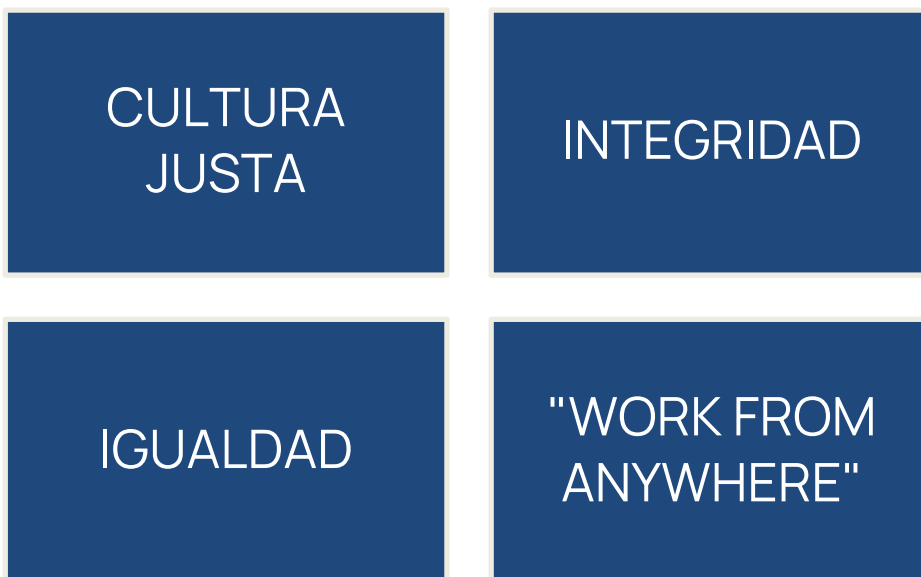 CULTURA
JUSTA
INTEGRIDAD
IGUALDAD
"WORK FROM
ANYWHERE"